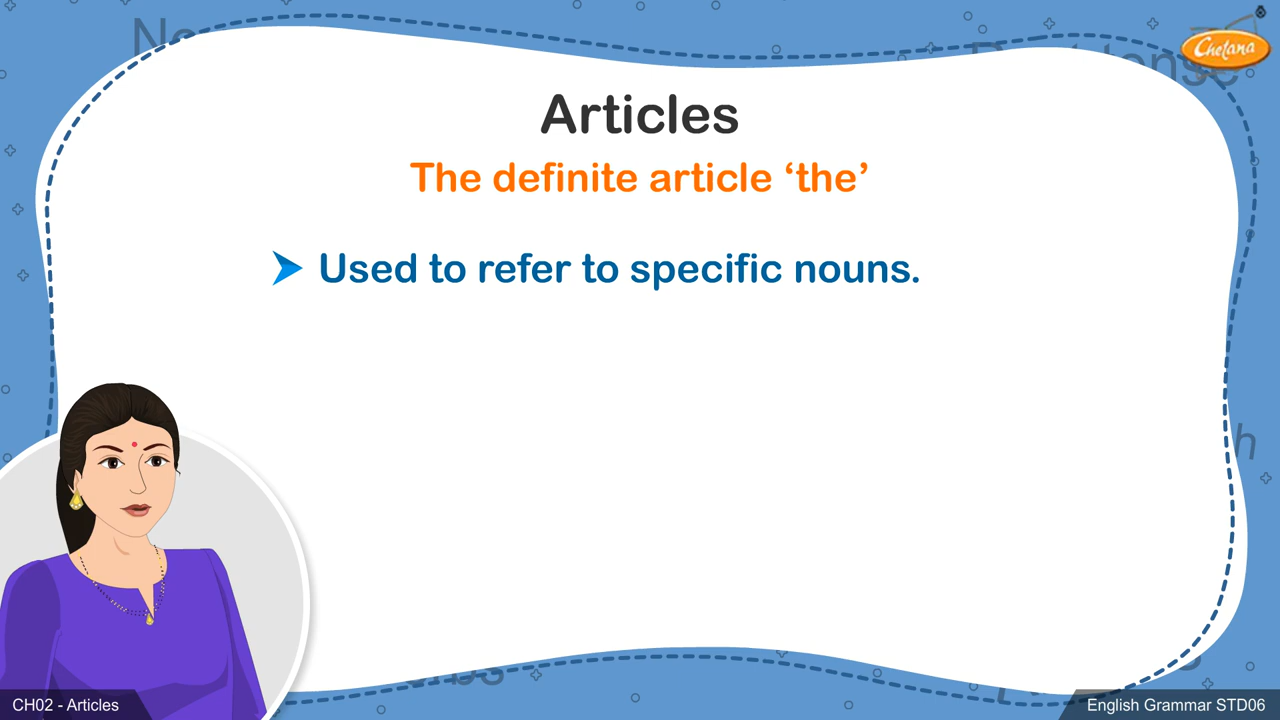 Chetana
Articles
The definite article ‘the’
➤ Used to refer to specific nouns.
CH02 - Articles
English Grammar STD06